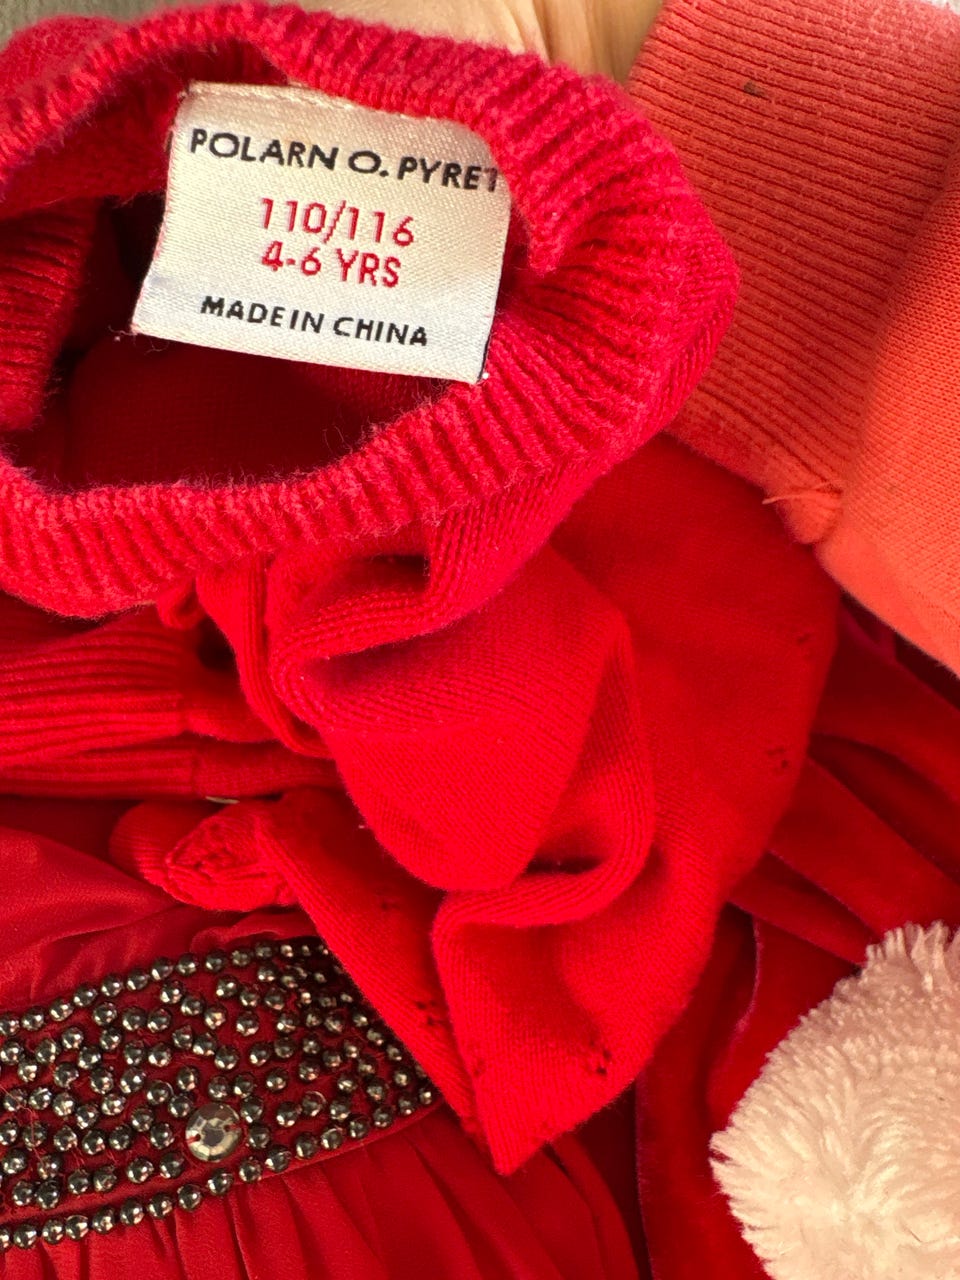 POLARN O. PYRET
110/116
4-6 YRS
MADE IN CHINA